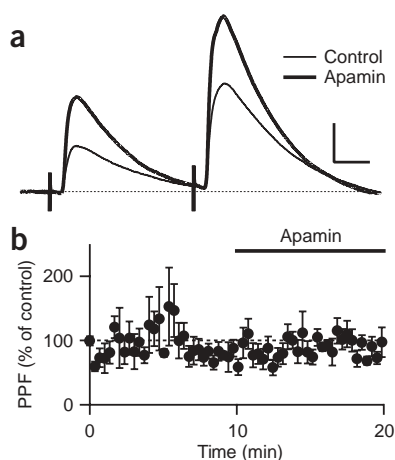 a
Control
Apamin
b
Apamin
PPF (% of control)
200
100
0
0
10
20
Time (min)